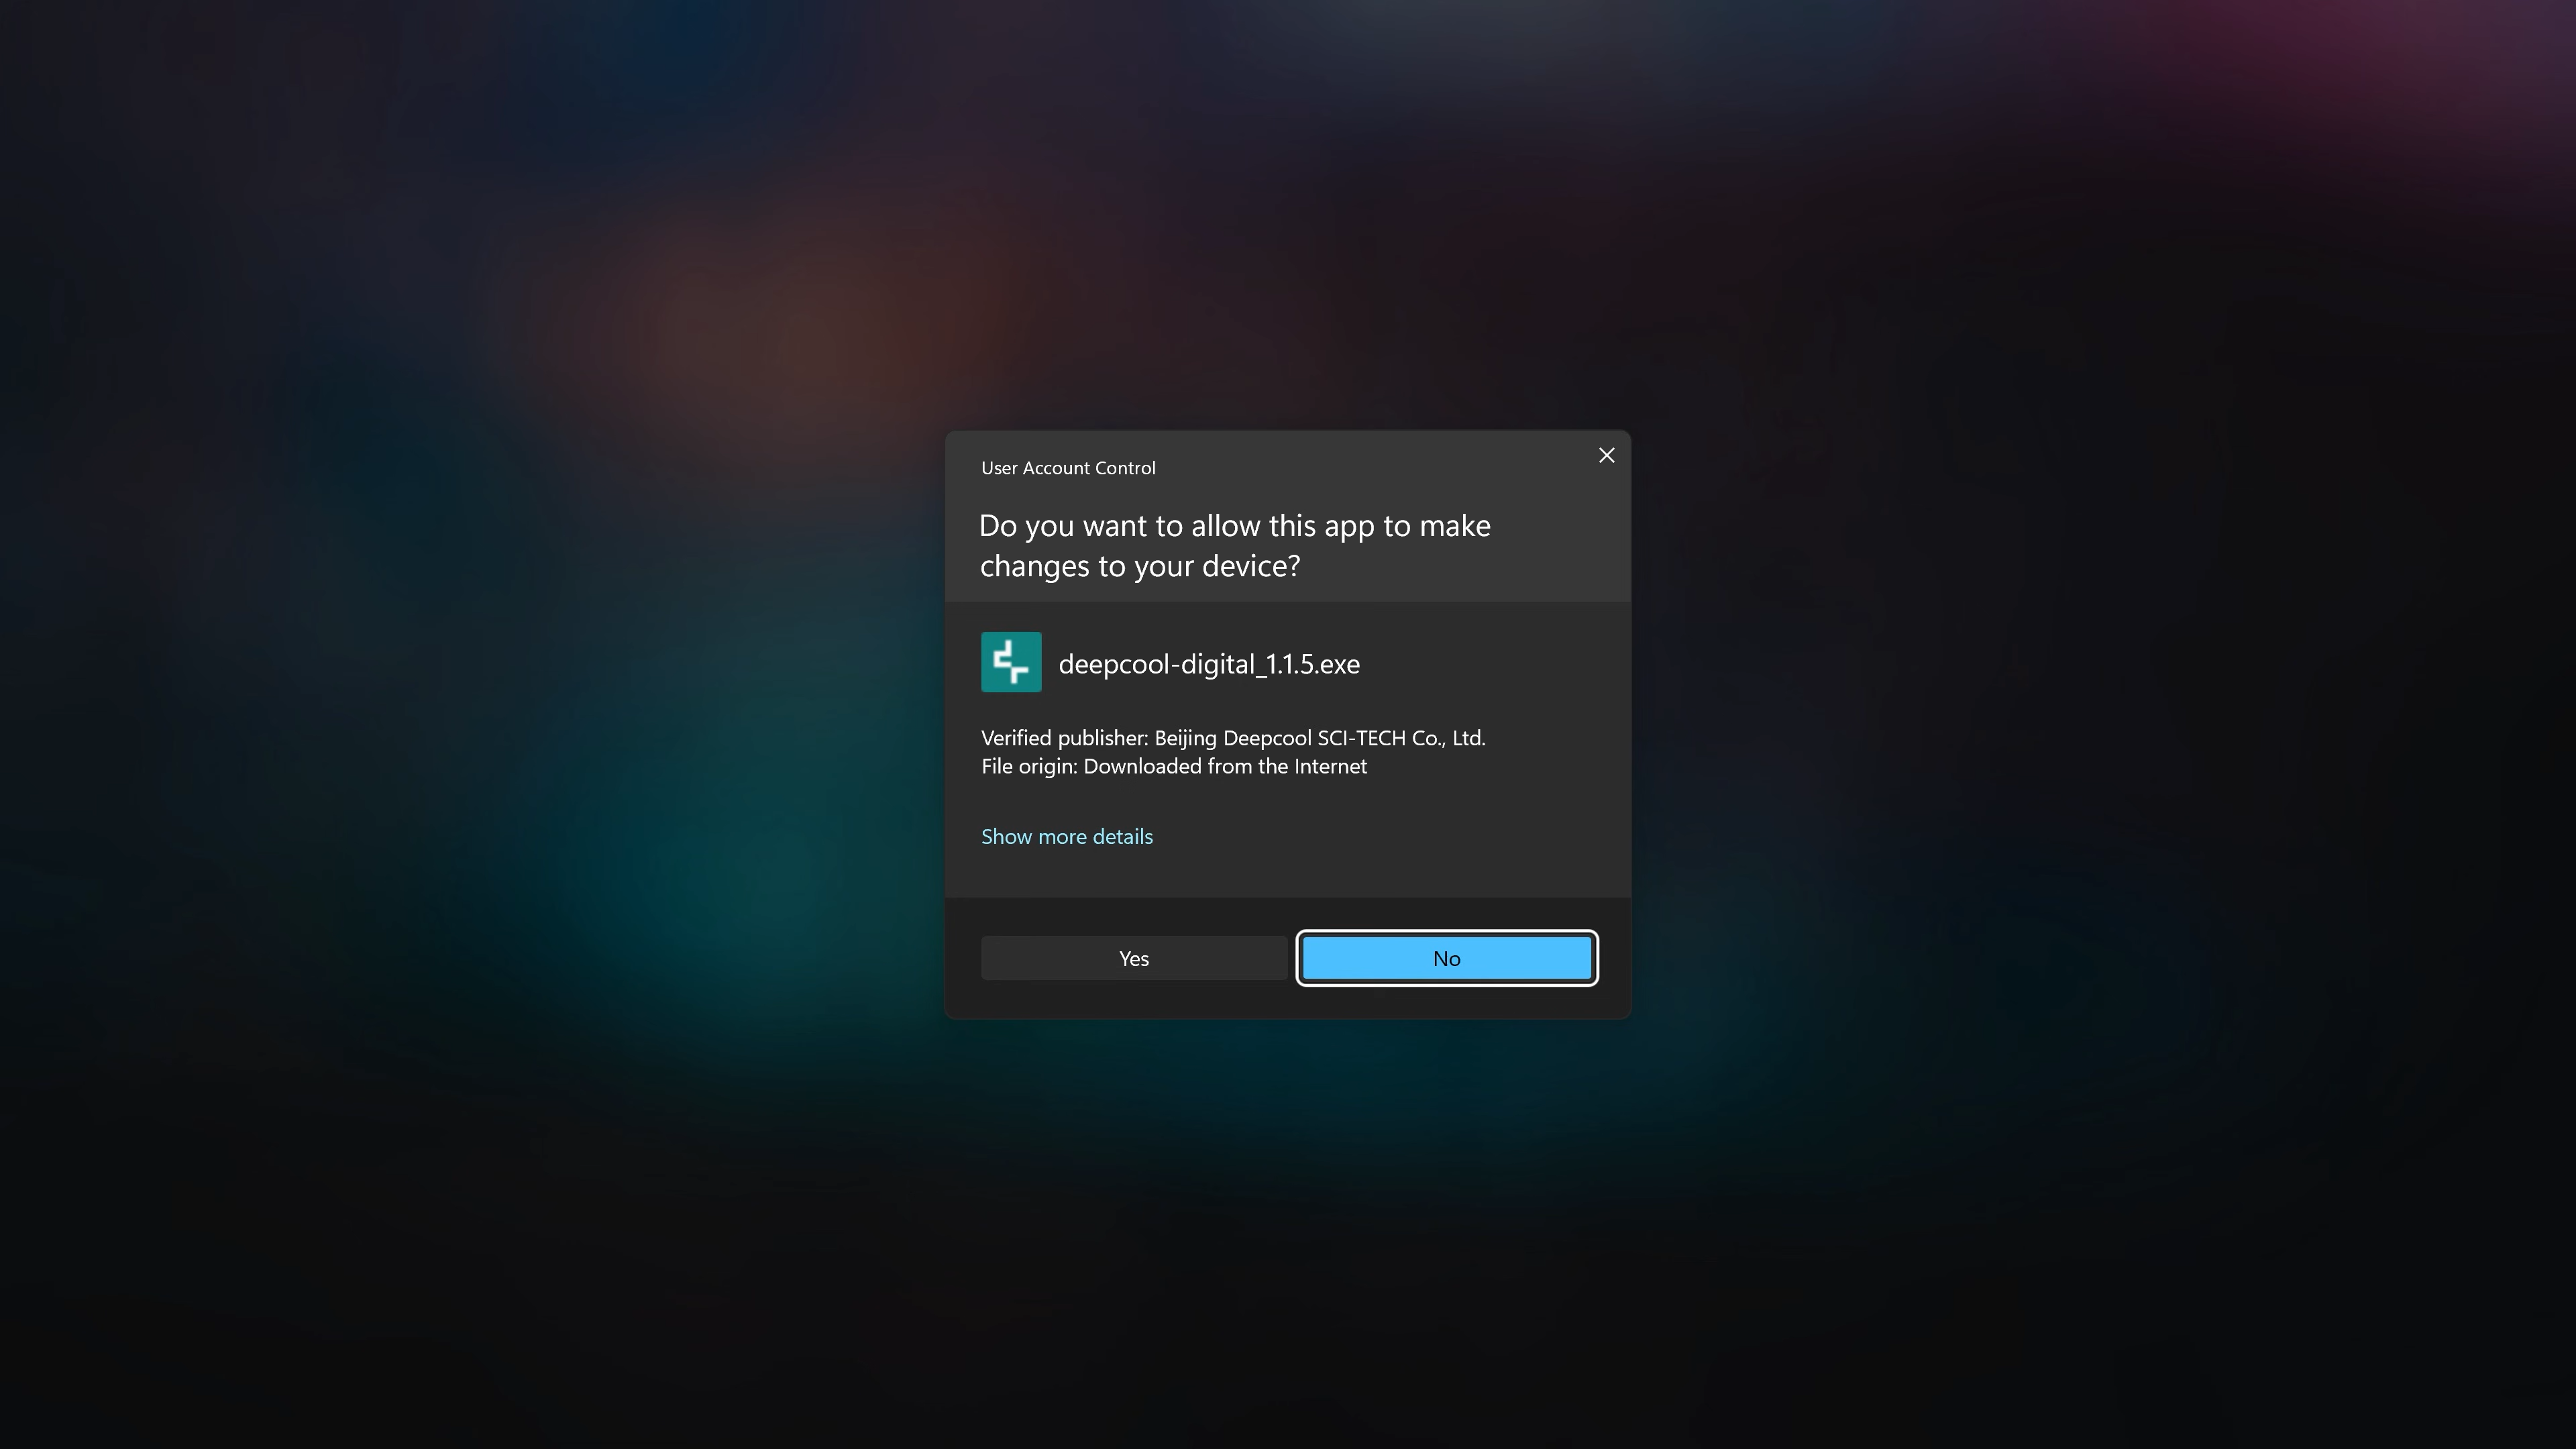 User Account Control
Do you want to allow this app to make
changes to your device?
deepcool-digital_1.1.5.exe
Verified publisher: Beijing Deepcool SCI-TECH Co., Ltd.
File origin: Downloaded from the Internet
Show more details
Yes
No